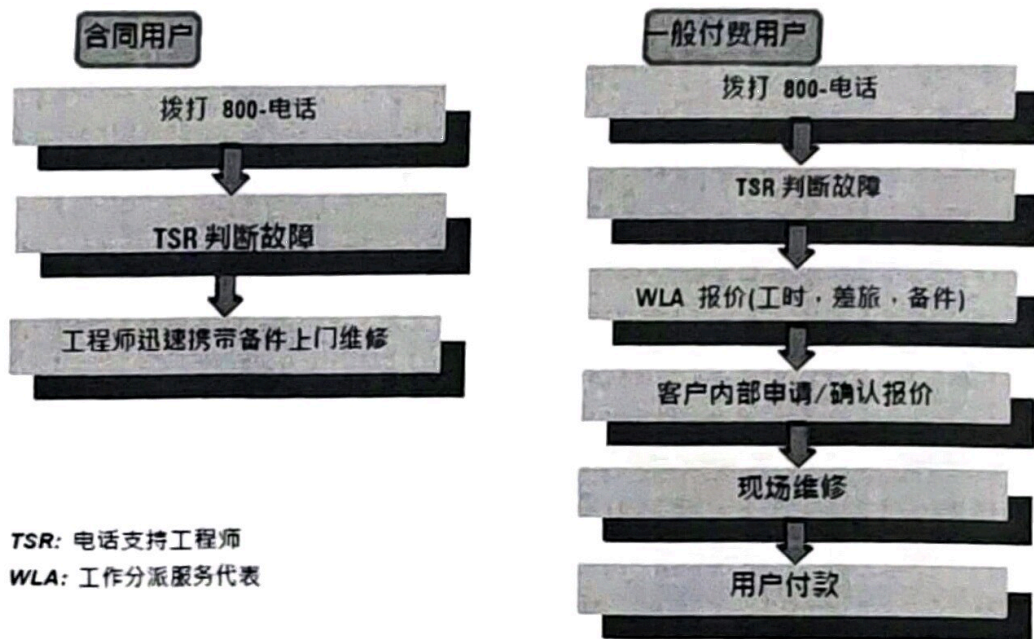 合同用户
拨打 800-电话
TSR 判断故障
工程师迅速携带备件上门维修
TSR: 电话支持工程师
WLA: 工作分派服务代表
一般付费用户
拨打 800-电话
TSR 判断故障
WLA 报价(工时，差旅，备件)
客户内部申请/确认报价
现场维修
用户付款